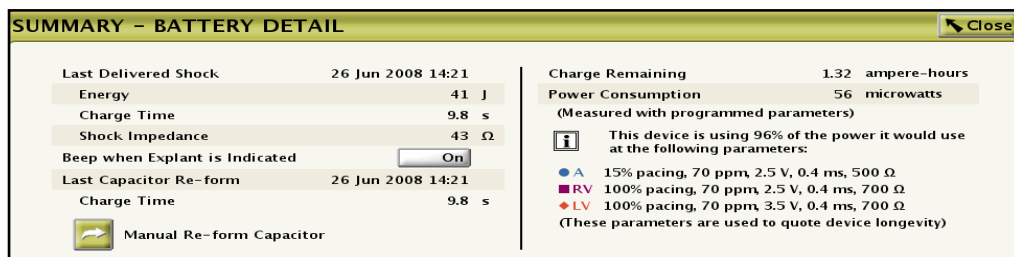 SUMMARY - BATTERY DETAIL
Close
Last Delivered Shock 26 Jun 2008 14:21
Energy 41 J
Charge Time 9.8 s
Shock Impedance 43 Ω
Beep when Explant is Indicated On
Last Capacitor Re-form 26 Jun 2008 14:21
Charge Time 9.8 s
Manual Re-form Capacitor
Charge Remaining 1.32 ampere-hours
Power Consumption 56 microwatts
(Measured with programmed parameters)
i This device is using 96% of the power it would use
at the following parameters:
A 15% pacing, 70 ppm, 2.5 V, 0.4 ms, 500 Ω
RV 100% pacing, 70 ppm, 2.5 V, 0.4 ms, 700 Ω
LV 100% pacing, 70 ppm, 3.5 V, 0.4 ms, 700 Ω
(These parameters are used to quote device longevity)